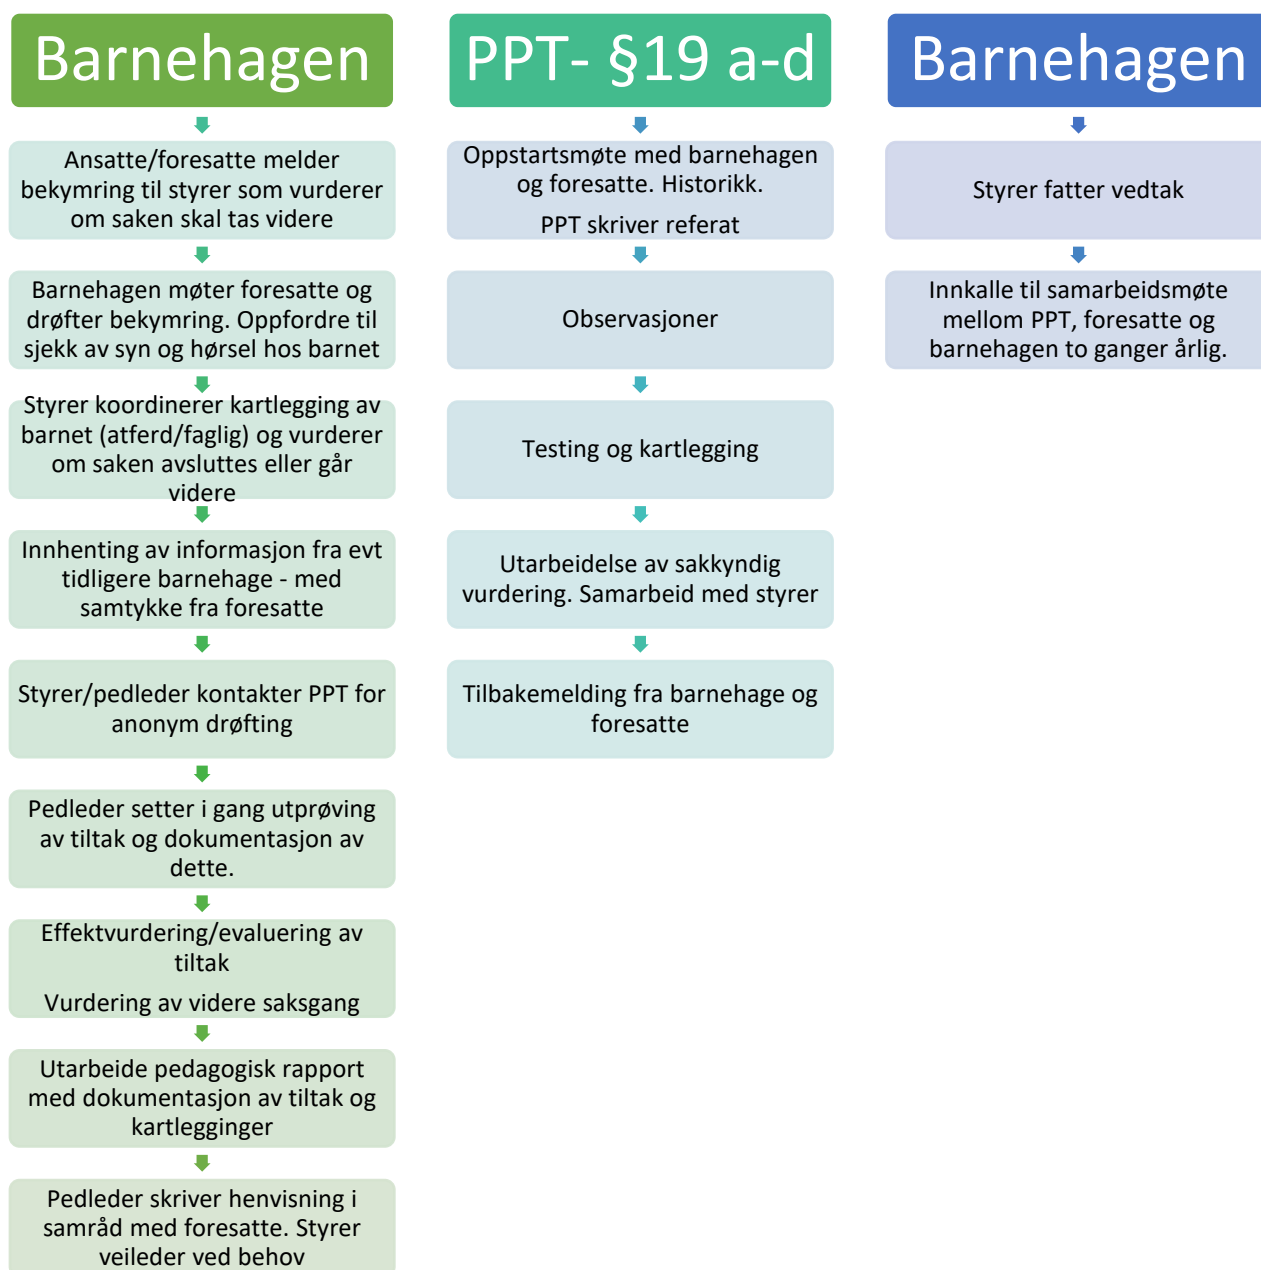 Barnehagen
Ansatte/foresatte melder
bekymring til styrer som vurderer
om saken skal tas videre
Barnehagen møter foresatte og
drøfter bekymring. Oppfordre til
sjekk av syn og hørsel hos barnet
Styrer koordinerer kartlegging av
barnet (atferd/faglig) og vurderer
om saken avsluttes eller går
videre
Innhenting av informasjon fra evt
tidligere barnehage - med
samtykke fra foresatte
Styrer/pedleder kontakter PPT for
anonym drøfting
Pedleder setter i gang utprøving
av tiltak og dokumentasjon av
dette.
Effektvurdering/evaluering av
tiltak
Vurdering av videre saksgang
Utarbeide pedagogisk rapport
med dokumentasjon av tiltak og
kartlegginger
Pedleder skriver henvisning i
samråd med foresatte. Styrer
veileder ved behov
PPT- §19 a-d
Oppstartsmøte med barnehagen
og foresatte. Historikk.
PPT skriver referat
Observasjoner
Testing og kartlegging
Utarbeidelse av sakkyndig
vurdering. Samarbeid med styrer
Tilbakemelding fra barnehage og
foresatte
Barnehagen
Styrer fatter vedtak
Innkalle til samarbeidsmøte
mellom PPT, foresatte og
barnehagen to ganger årlig.